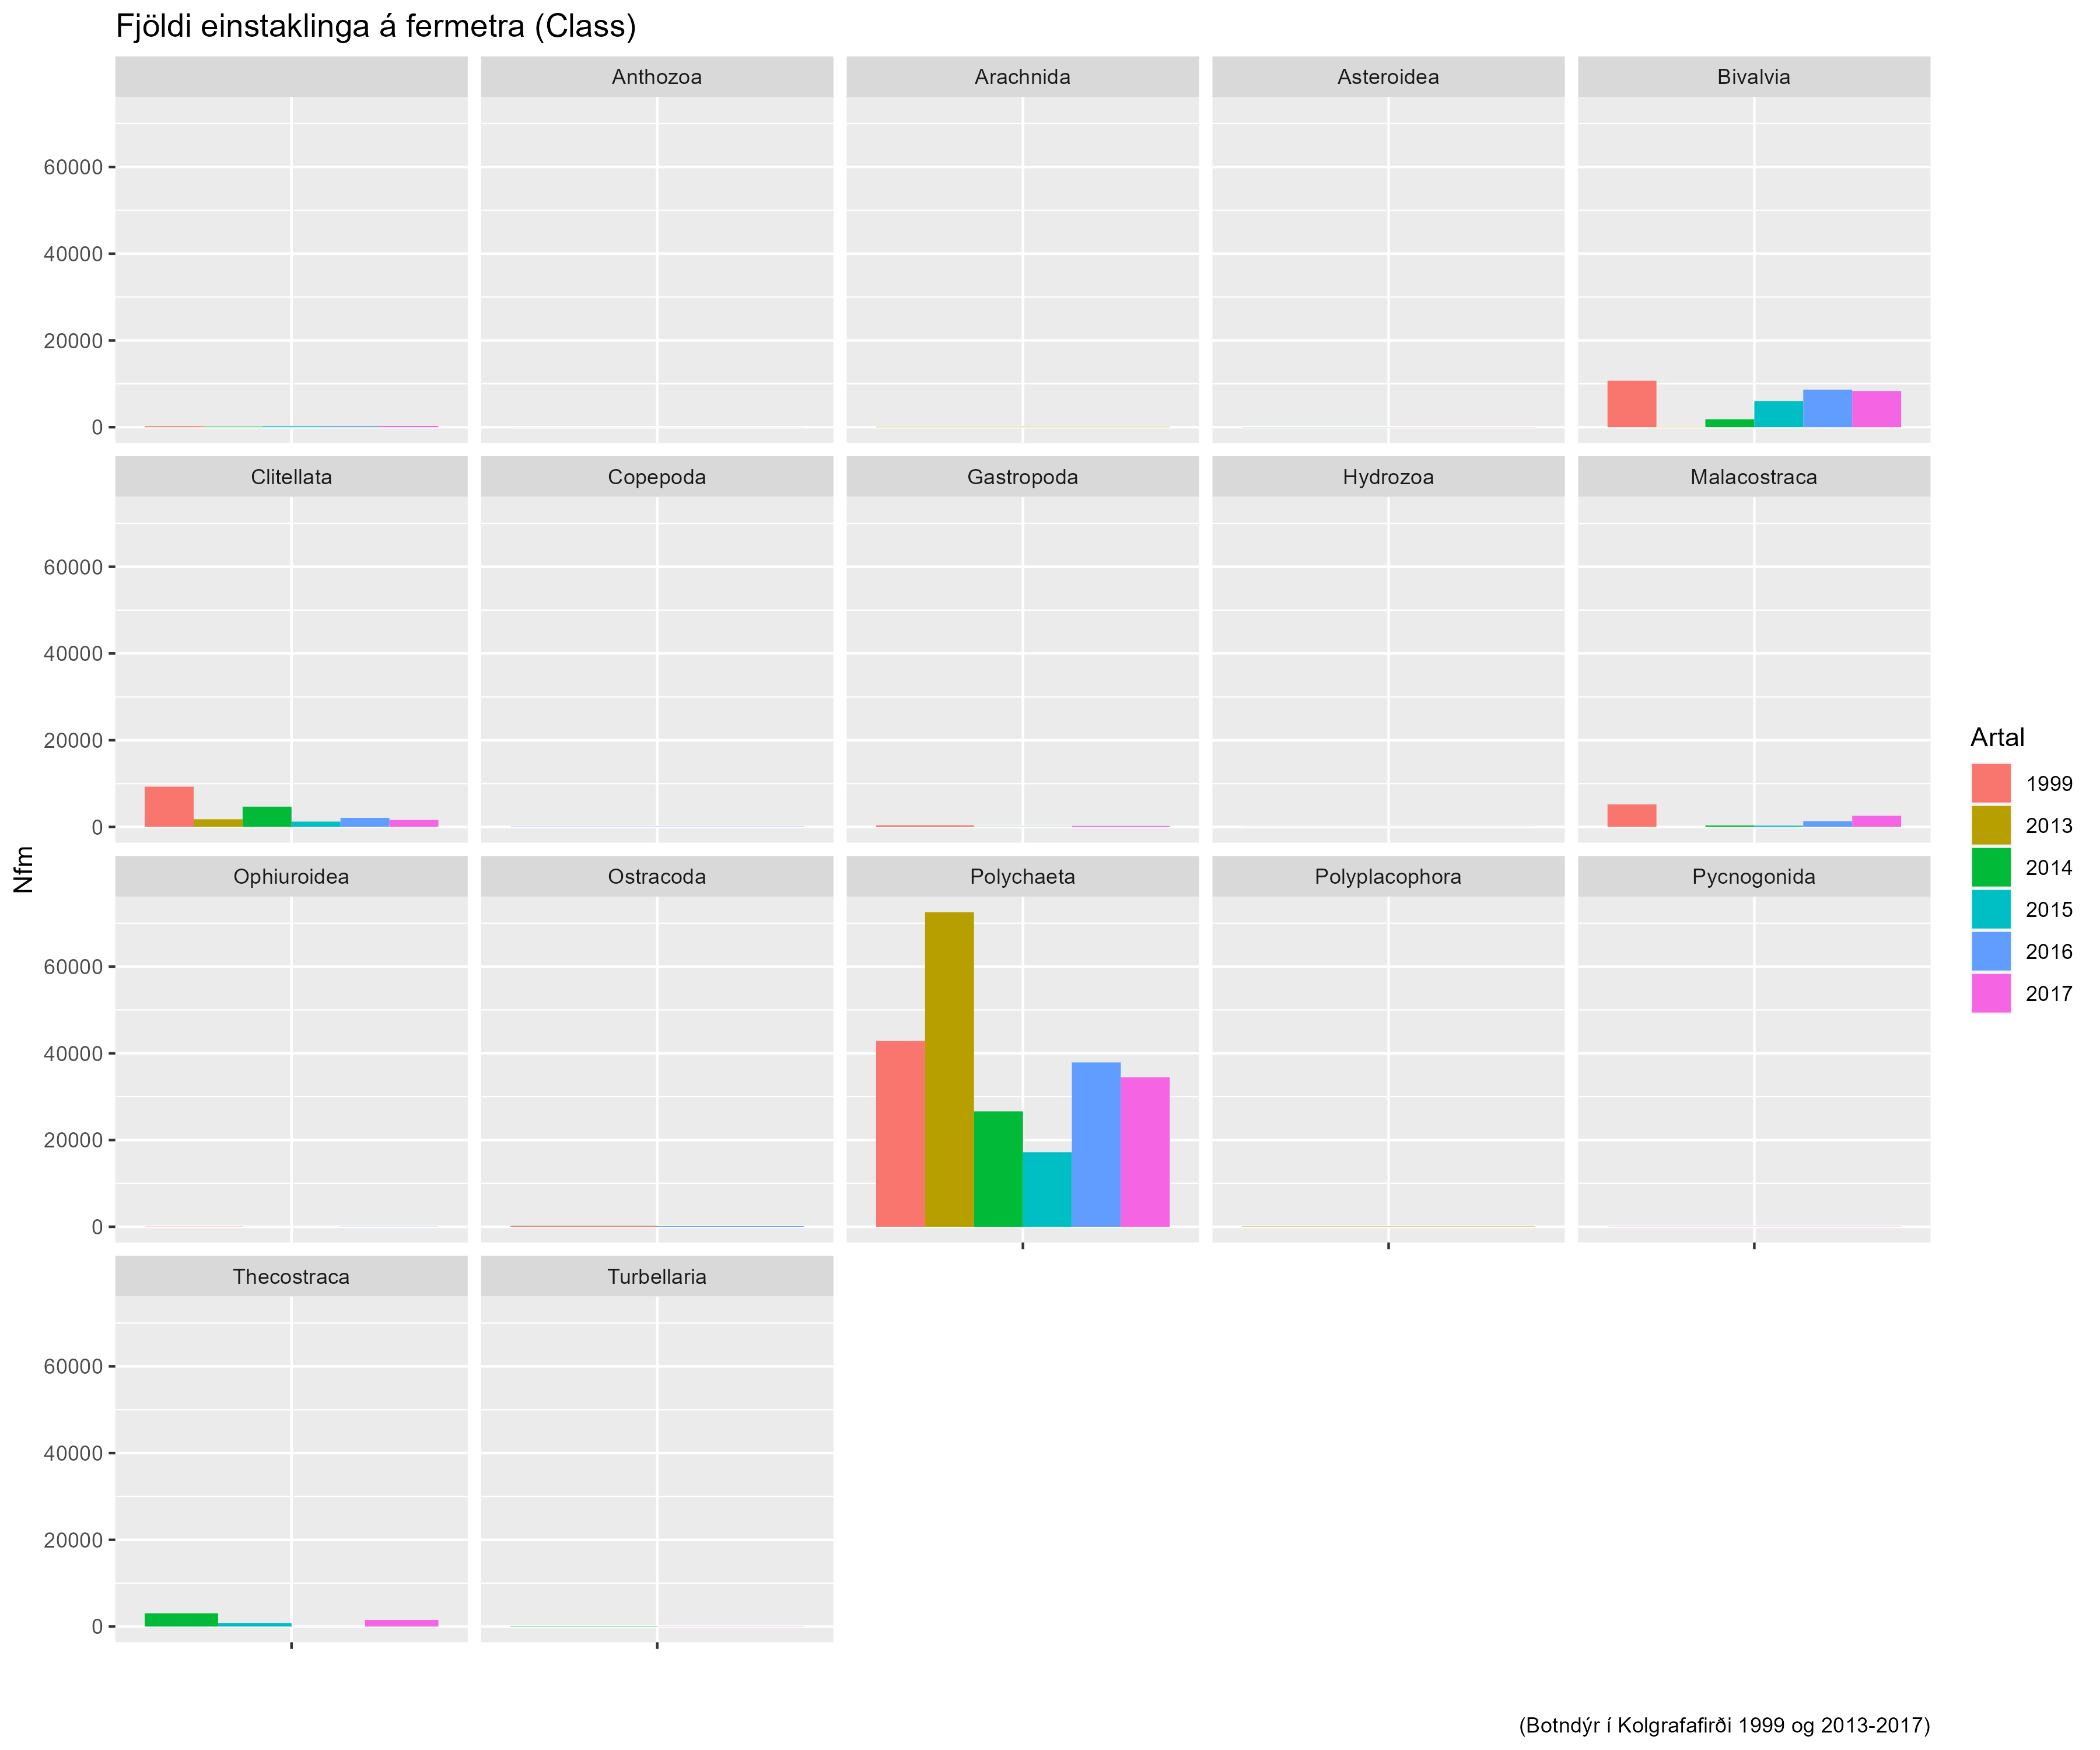 Fjöldi einstaklinga á fermetra (Class)
Anthozoa
Arachnida
Asteroidea
Bivalvia
60000
40000
20000
0
Clitellata
Copepoda
Gastropoda
Hydrozoa
Malacostraca
60000
40000
20000
0
Nfm
Ophiuroidea
Ostracoda
Polychaeta
Polyplacophora
Pycnogonida
60000
40000
20000
0
Thecostraca
Turbellaria
60000
40000
20000
0
Artal
1999
2013
2014
2015
2016
2017
(Botndýr í Kolgrafafirði 1999 og 2013-2017)